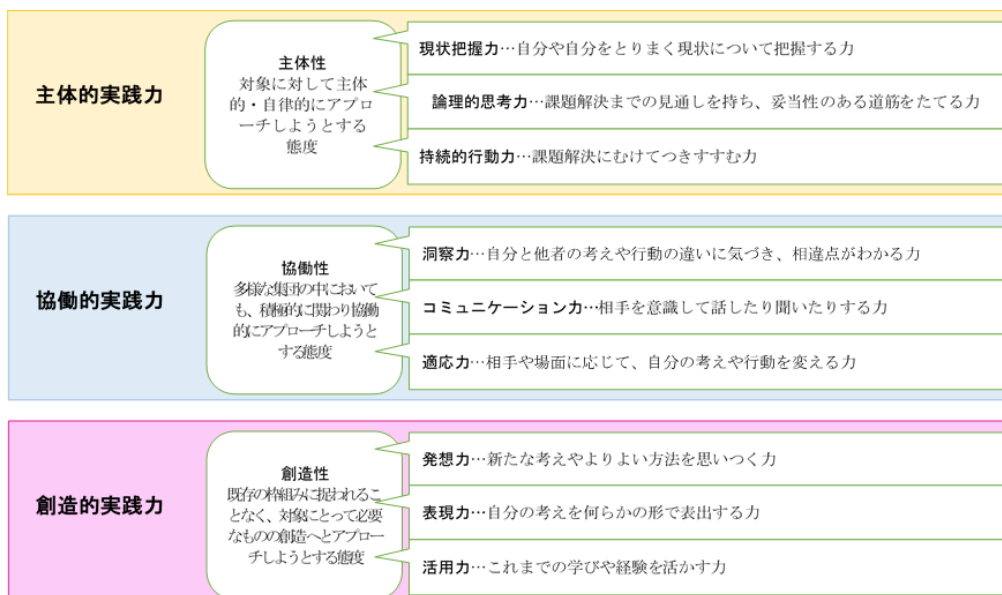 主体的実践力
主体性
対象に対して主体
的・自律的にアプロ
ーチしようとする
態度
現状把握力…自分や自分をとりまく現状について把握する力
論理的思考力…課題解決までの見通しを持ち、妥当性のある道筋をたてる力
持続的行動力…課題解決にむけてつきすすむ力
協働的実践力
協働性
多様な集団の中におい���
も、積極的に関わり協働
的にアプローチしようと
する態度
洞察力…自分と他者の考えや行動の違いに気づき、相違点がわかる力
コミュニケーション力…相手を意識して話したり聞いたりする力
適応力…相手や場面に応じて、自分の考えや行動を変える力
創造的実践力
創造性
既存の枠組みに捉われるこ
となく、対象にとって必要
なものの創造へとアプロー
チしようとする態度
発想力…新たな考えやよりよい方法を思いつく力
表現力…自分の考えを何らかの形で表出する力
活用力…これまでの学びや経験を活かす力